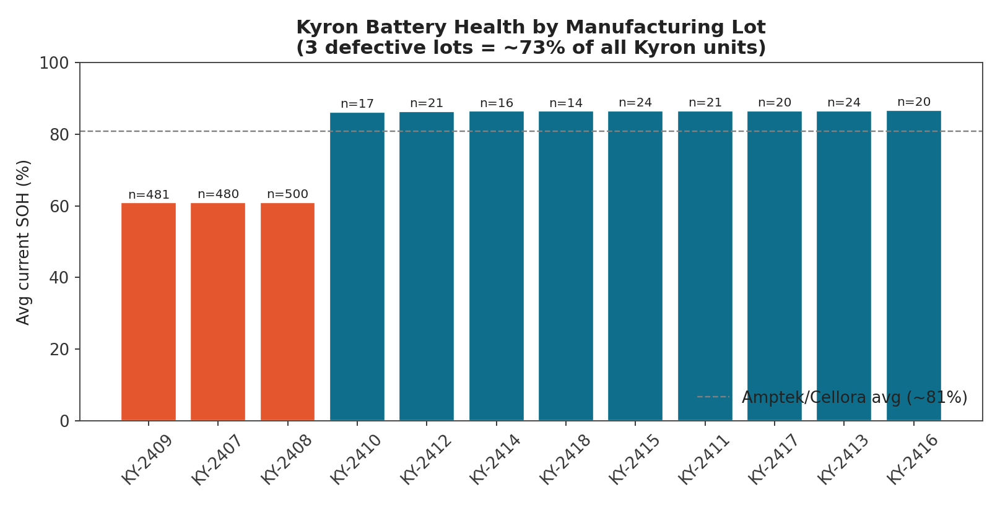 Kyron Battery Health by Manufacturing Lot
(3 defective lots = ~73% of all Kyron units)
Avg current SOH (%)
100
80
60
40
20
0
n=481
n=480
n=500
n=17
n=21
n=16
n=14
n=24
n=21
n=20
n=24
n=20
Amptek/Cellora avg (~81%)
KY-2409
KY-2407
KY-2408
KY-2410
KY-2412
KY-2414
KY-2418
KY-2415
KY-2411
KY-2417
KY-2413
KY-2416